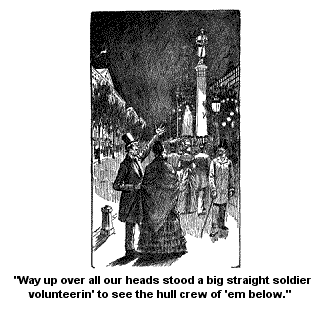 "Way up over all our heads stood a big straight soldier
volunteerin' to see the hull crew of 'em below."